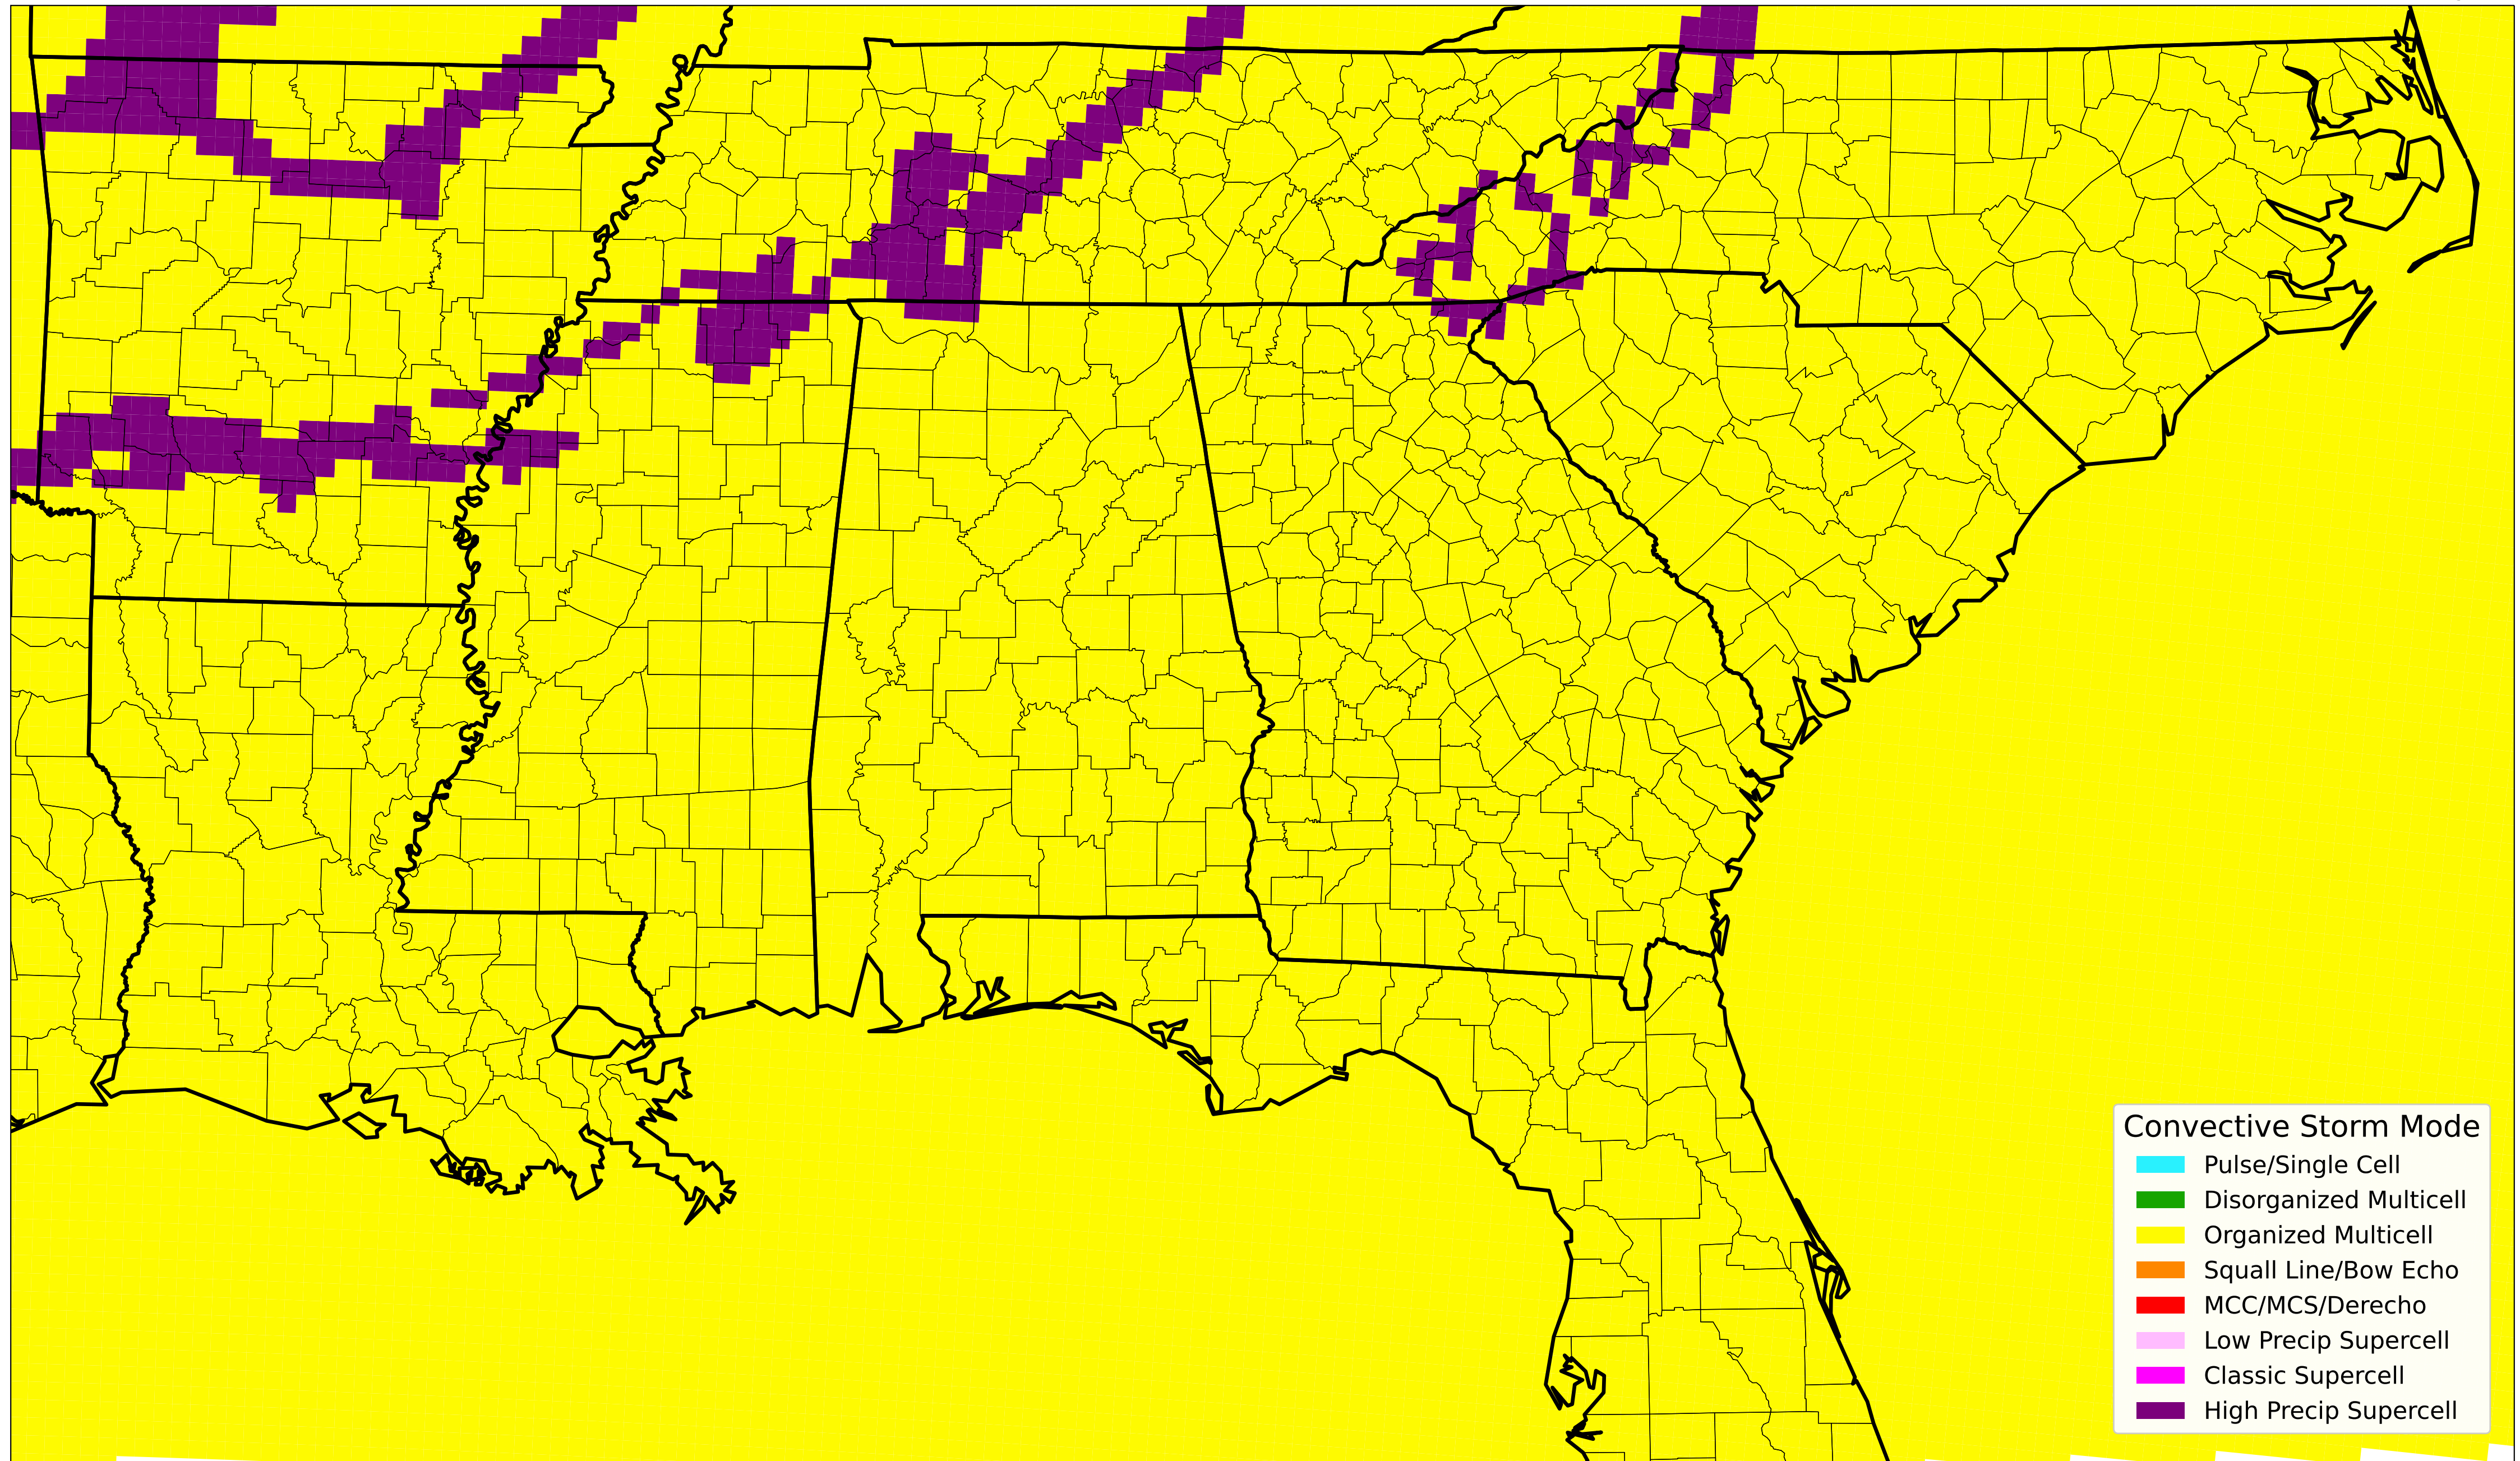 Convective Storm Mode
Pulse/Single Cell
Disorganized Multicell
Organized Multicell
Squall Line/Bow Echo
MCC/MCS/Derecho
Low Precip Supercell
Classic Supercell
High Precip Supercell